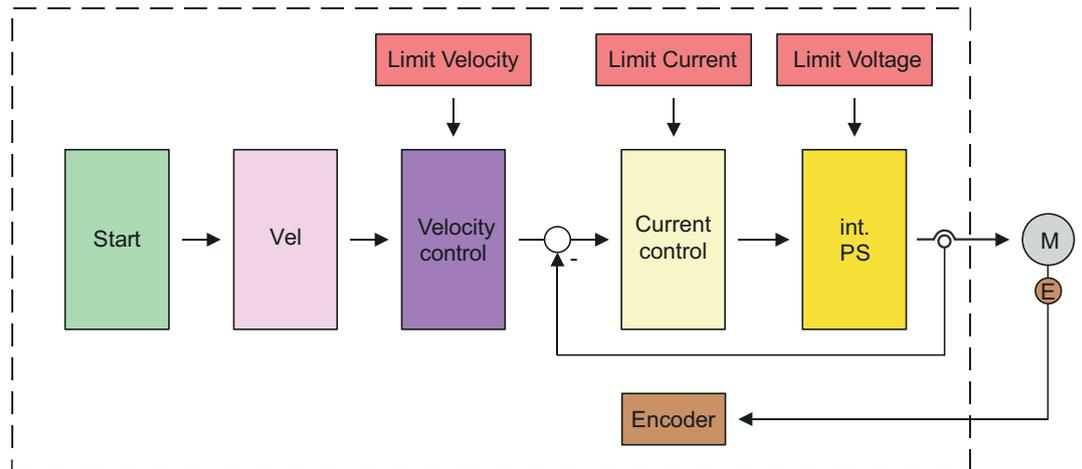 Limit Velocity
Limit Current
Limit Voltage
Start
Vel
Velocity
control
-
Current
control
int.
PS
M
E
Encoder